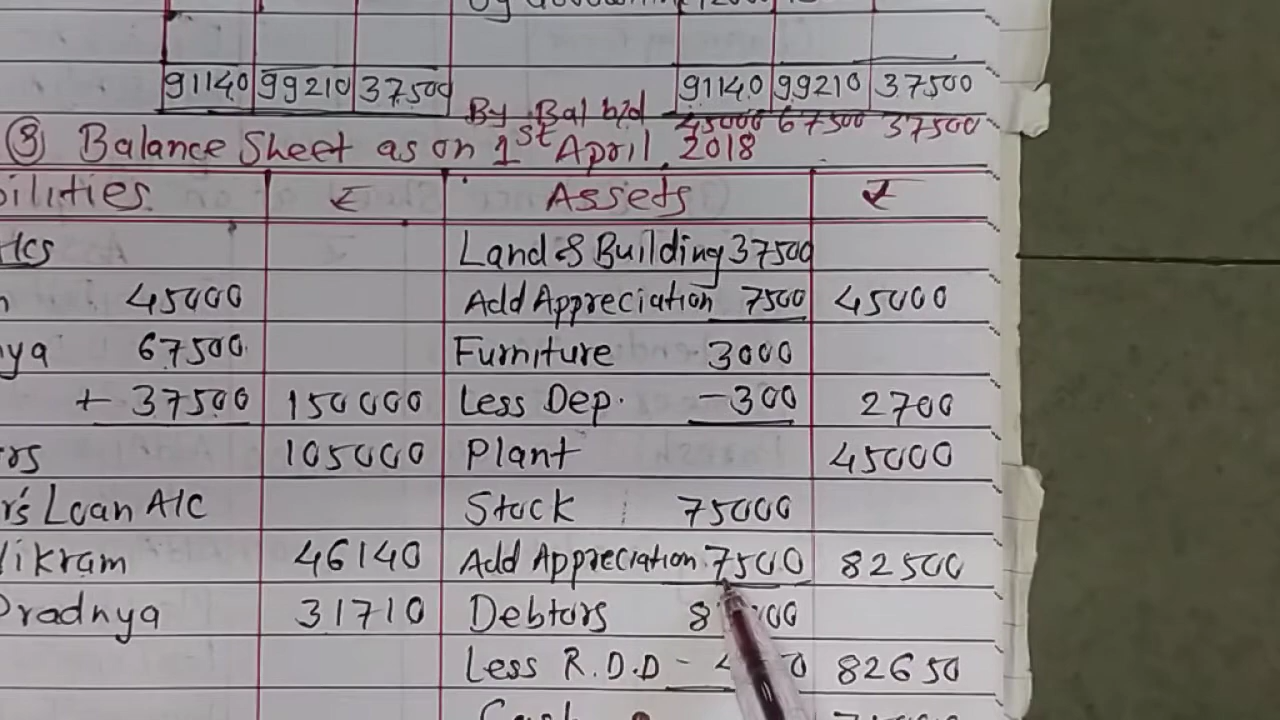 91140 99210 37500 91140 99210 37500
By Bal b/d 45000 67500 37500
③ Balance Sheet as on 1st April, 2018
bilities ₹ Assets ₹
Land & Building 37500
45000 Add Appreciation 7500 45000
ya 67500 Furniture 3000
+ 37500 150000 Less Dep. -300 2700
rs 105000 Plant 45000
r's Loan A/C Stock 75000
ikram 46140 Add Appreciation 7500 82500
Pradnya 31710 Debtors
Less R.D.D - 82650